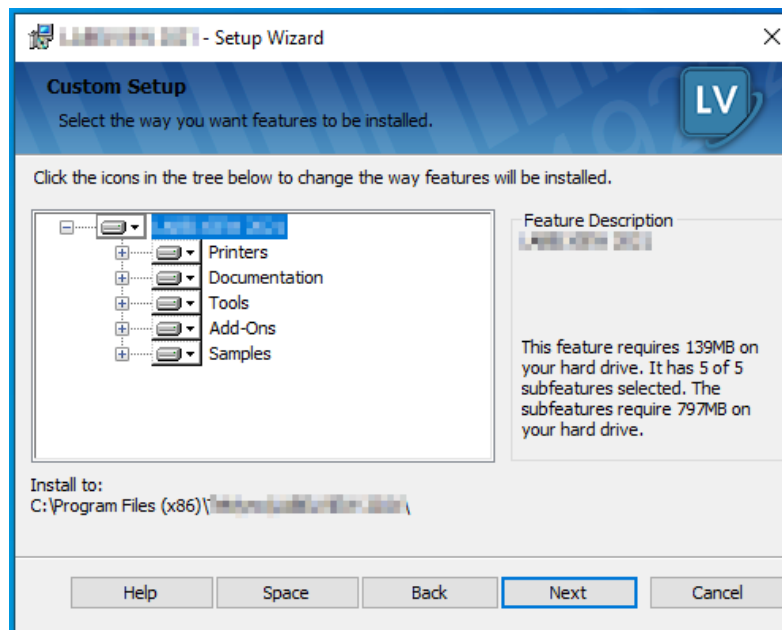 - Setup Wizard
Custom Setup
Select the way you want features to be installed.
LV
Click the icons in the tree below to change the way features will be installed.
Printers
Documentation
Tools
Add-Ons
Samples
Feature Description
This feature requires 139MB on
your hard drive. It has 5 of 5
subfeatures selected. The
subfeatures require 797MB on
your hard drive.
Install to:
C:\Program Files (x86)\
Help
Space
Back
Next
Cancel